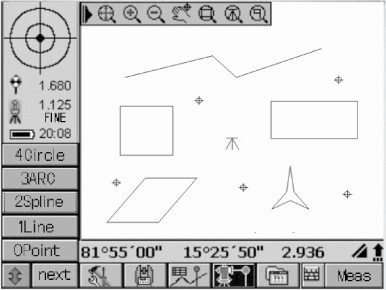 1.680
1.125
FINE
20:08
4Circle
3ARC
2Spline
1Line
0Point
81°55´00" 15°25´50" 2.936
next
Meas